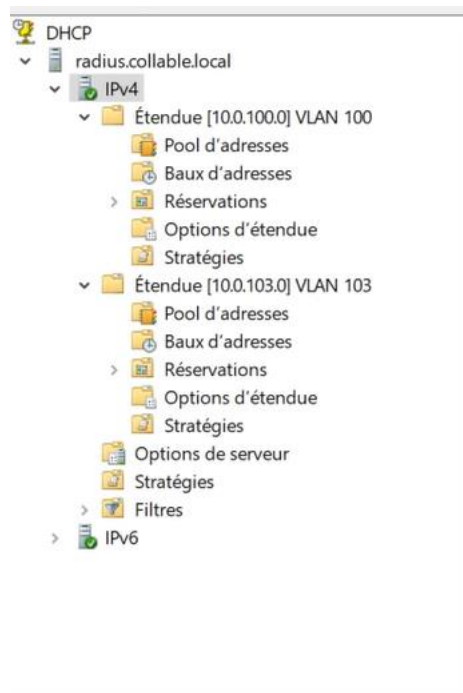 DHCP
radius.collable.local
IPv4
Étendue [10.0.100.0] VLAN 100
Pool d'adresses
Baux d'adresses
Réservations
Options d'étendue
Stratégies
Étendue [10.0.103.0] VLAN 103
Pool d'adresses
Baux d'adresses
Réservations
Options d'étendue
Stratégies
Options de serveur
Stratégies
Filtres
IPv6